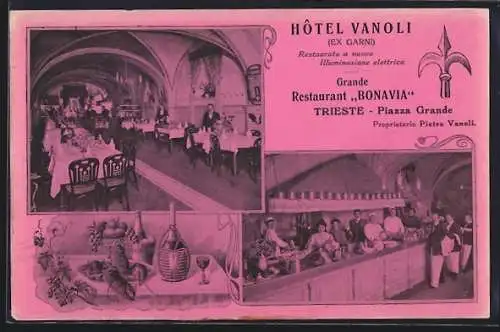 HÔTEL VANOLI
(EX GARNI)
Restaurato a nuovo
Illuminazione elettrica
Grande
Restaurant „BONAVIA“
TRIESTE - Piazza Grande
Proprietario Pietro Vanoli.